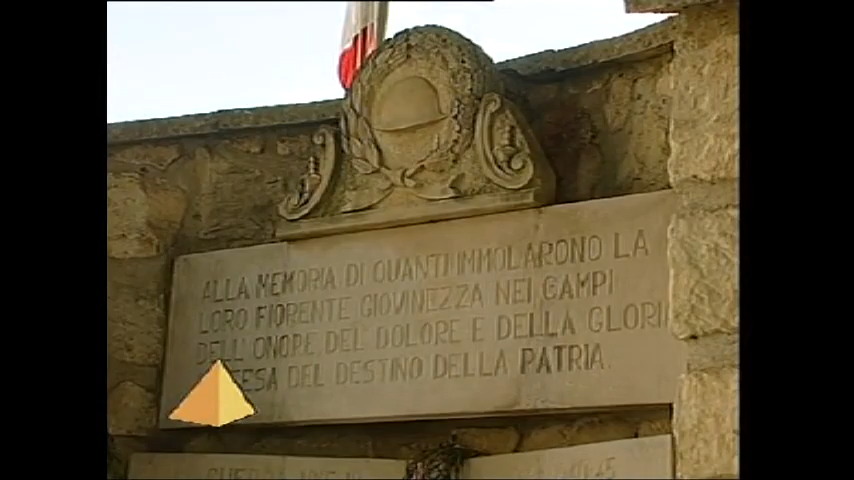 ALLA MEMORIA DI QUANTI IMMOLARONO LA
LORO FIORENTE GIOVINEZZA NEI CAMPI
DELL'ONORE DEL DOLORE E DELLA GLORIA
DEL DESTINO DELLA PATRIA